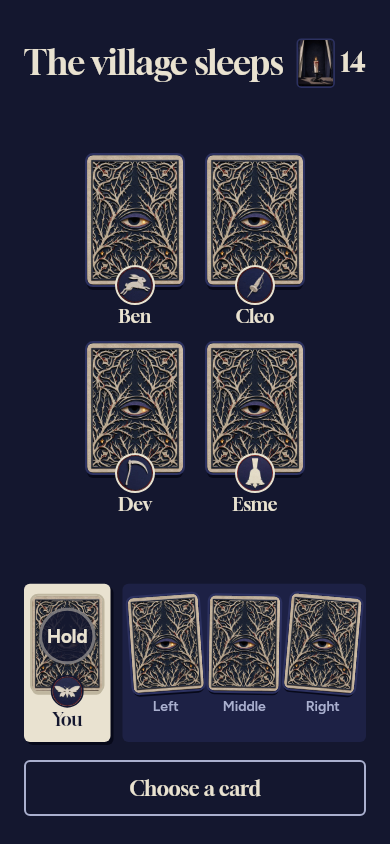 The village sleeps 14
Ben Cleo
Dev Esme
Hold
You
Left Middle Right
Choose a card